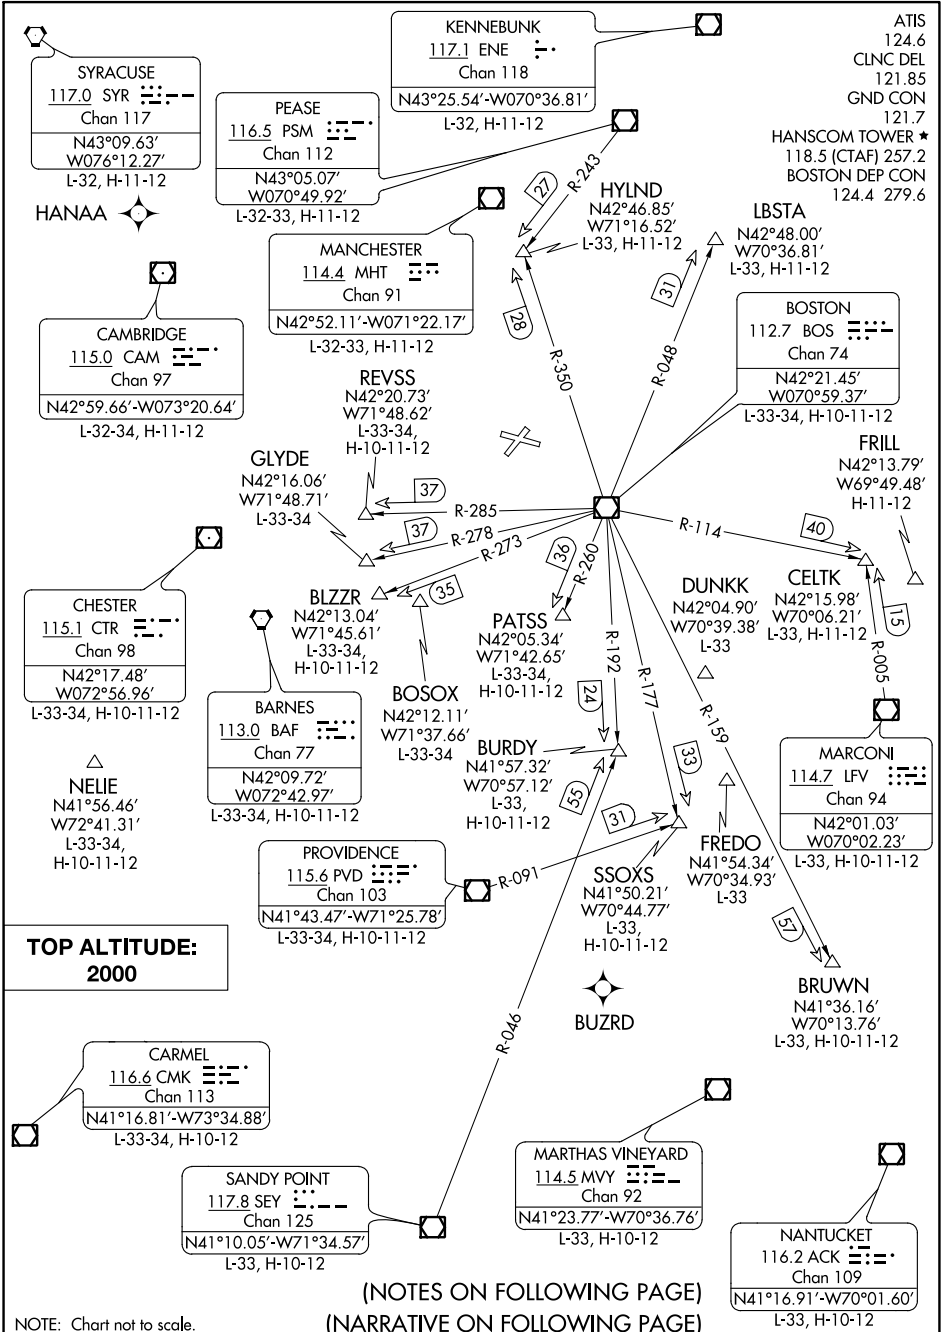 SYRACUSE
117.0 SYR
Chan 117
N43°09.63′
W076°12.27′
L-32, H-11-12
HANAA
PEASE
116.5 PSM
Chan 112
N43°05.07′
W070°49.92′
L-32-33, H-11-12
KENNEBUNK
117.1 ENE
Chan 118
N43°25.54′-W070°36.81′
L-32, H-11-12
ATIS
124.6
CLNC DEL
121.85
GND CON
121.7
HANSCOM TOWER ★
118.5 (CTAF) 257.2
BOSTON DEP CON
124.4 279.6
MANCHESTER
114.4 MHT
Chan 91
N42°52.11′-W071°22.17′
L-32-33, H-11-12
R-243
27
HYLND
N42°46.85′
W71°16.52′
L-33, H-11-12
LBSTA
N42°48.00′
W70°36.81′
L-33, H-11-12
28
R-350
31
R-048
CAMBRIDGE
115.0 CAM
Chan 97
N42°59.66′-W073°20.64′
L-32-34, H-11-12
BOSTON
112.7 BOS
Chan 74
N42°21.45′
W070°59.37′
L-33-34, H-10-11-12
REVSS
N42°20.73′
W71°48.62′
L-33-34,
H-10-11-12
GLYDE
N42°16.06′
W71°48.71′
L-33-34
FRILL
N42°13.79′
W69°49.48′
H-11-12
37
R-285
37
R-278
R-273
35
36
R-260
R-114
40
CHESTER
115.1 CTR
Chan 98
N42°17.48′
W072°56.96′
L-33-34, H-10-11-12
BLZZR
N42°13.04′
W71°45.61′
L-33-34,
H-10-11-12
PATSS
N42°05.34′
W71°42.65′
L-33-34,
H-10-11-12
DUNKK
N42°04.90′
W70°39.38′
L-33
CELTK
N42°15.98′
W70°06.21′
L-33, H-11-12
15
R-005
R-192
R-177
R-159
BOSOX
N42°12.11′
W71°37.66′
L-33-34
BARNES
113.0 BAF
Chan 77
N42°09.72′
W072°42.97′
L-33-34, H-10-11-12
24
BURDY
N41°57.32′
W70°57.12′
L-33,
H-10-11-12
55
33
31
MARCONI
114.7 LFV
Chan 94
N42°01.03′
W070°02.23′
L-33, H-10-11-12
NELIE
N41°56.46′
W72°41.31′
L-33-34,
H-10-11-12
FREDO
N41°54.34′
W70°34.93′
L-33
PROVIDENCE
115.6 PVD
Chan 103
N41°43.47′-W71°25.78′
L-33-34, H-10-11-12
R-091
SSOXS
N41°50.21′
W70°44.77′
L-33,
H-10-11-12
57
BRUWN
N41°36.16′
W70°13.76′
L-33, H-10-11-12
TOP ALTITUDE:
2000
BUZRD
R-046
CARMEL
116.6 CMK
Chan 113
N41°16.81′-W73°34.88′
L-33-34, H-10-12
SANDY POINT
117.8 SEY
Chan 125
N41°10.05′-W71°34.57′
L-33, H-10-12
MARTHAS VINEYARD
114.5 MVY
Chan 92
N41°23.77′-W70°36.76′
L-33, H-10-12
NANTUCKET
116.2 ACK
Chan 109
N41°16.91′-W70°01.60′
L-33, H-10-12
(NOTES ON FOLLOWING PAGE)
(NARRATIVE ON FOLLOWING PAGE)
NOTE: Chart not to scale.